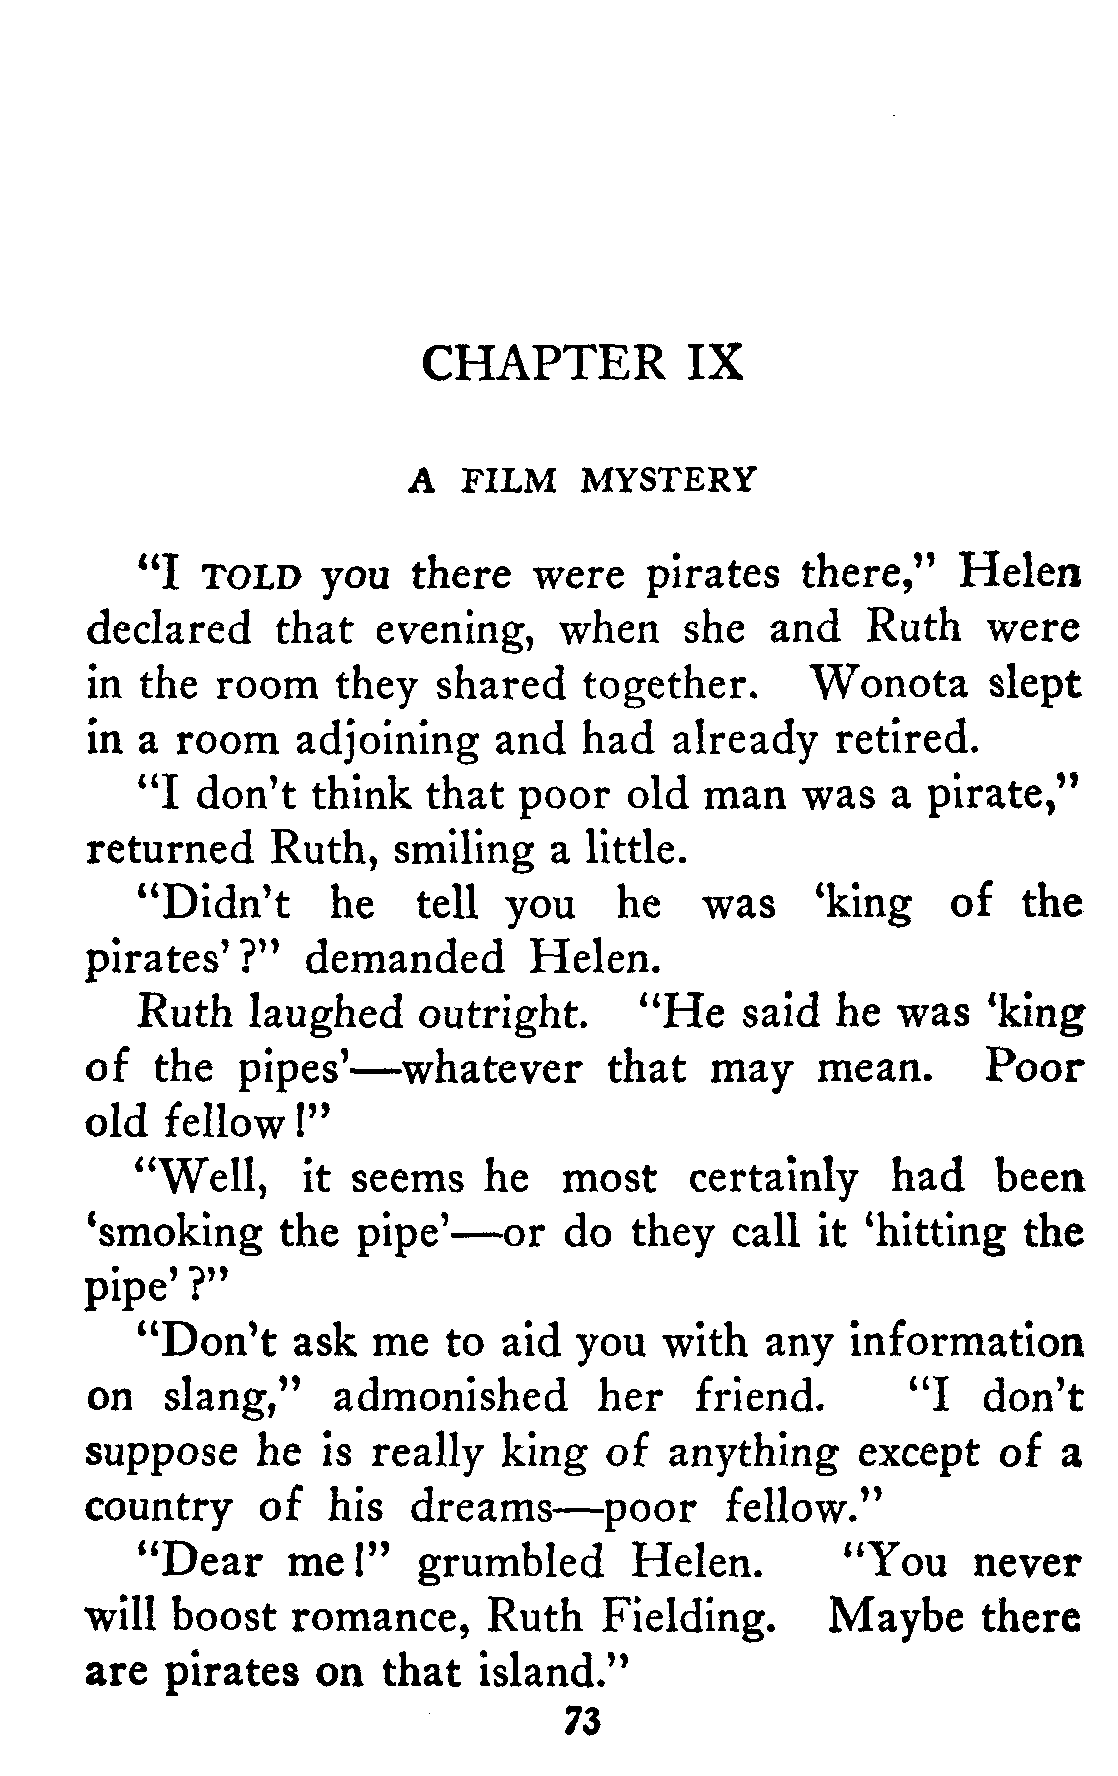 CHAPTER IX
A FILM MYSTERY
“I TOLD you there were pirates there,” Helen
declared that evening, when she and Ruth were
in the room they shared together. Wonota slept
in a room adjoining and had already retired.
“I don’t think that poor old man was a pirate,”
returned Ruth, smiling a little.
“Didn’t he tell you he was ‘king of the
pirates’?” demanded Helen.
Ruth laughed outright. “He said he was ‘king
of the pipes’—whatever that may mean. Poor
old fellow!”
“Well, it seems he most certainly had been
‘smoking the pipe’—or do they call it ‘hitting the
pipe’?”
“Don’t ask me to aid you with any information
on slang,” admonished her friend. “I don’t
suppose he is really king of anything except of a
country of his dreams—poor fellow.”
“Dear me!” grumbled Helen. “You never
will boost romance, Ruth Fielding. Maybe there
are pirates on that island.”
73